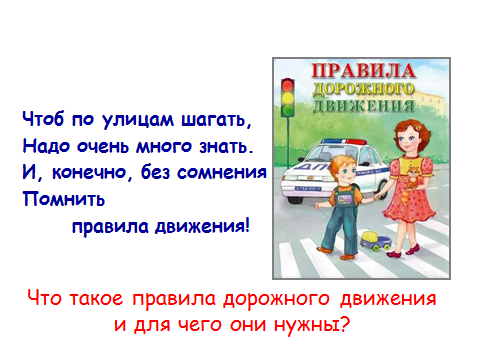 Чтоб по улицам шагать,
Надо очень много знать.
И, конечно, без сомнения
Помнить
правила движения!
ПРАВИЛА
ДОРОЖНОГО
ДВИЖЕНИЯ
Что такое правила дорожного движения
и для чего они нужны?